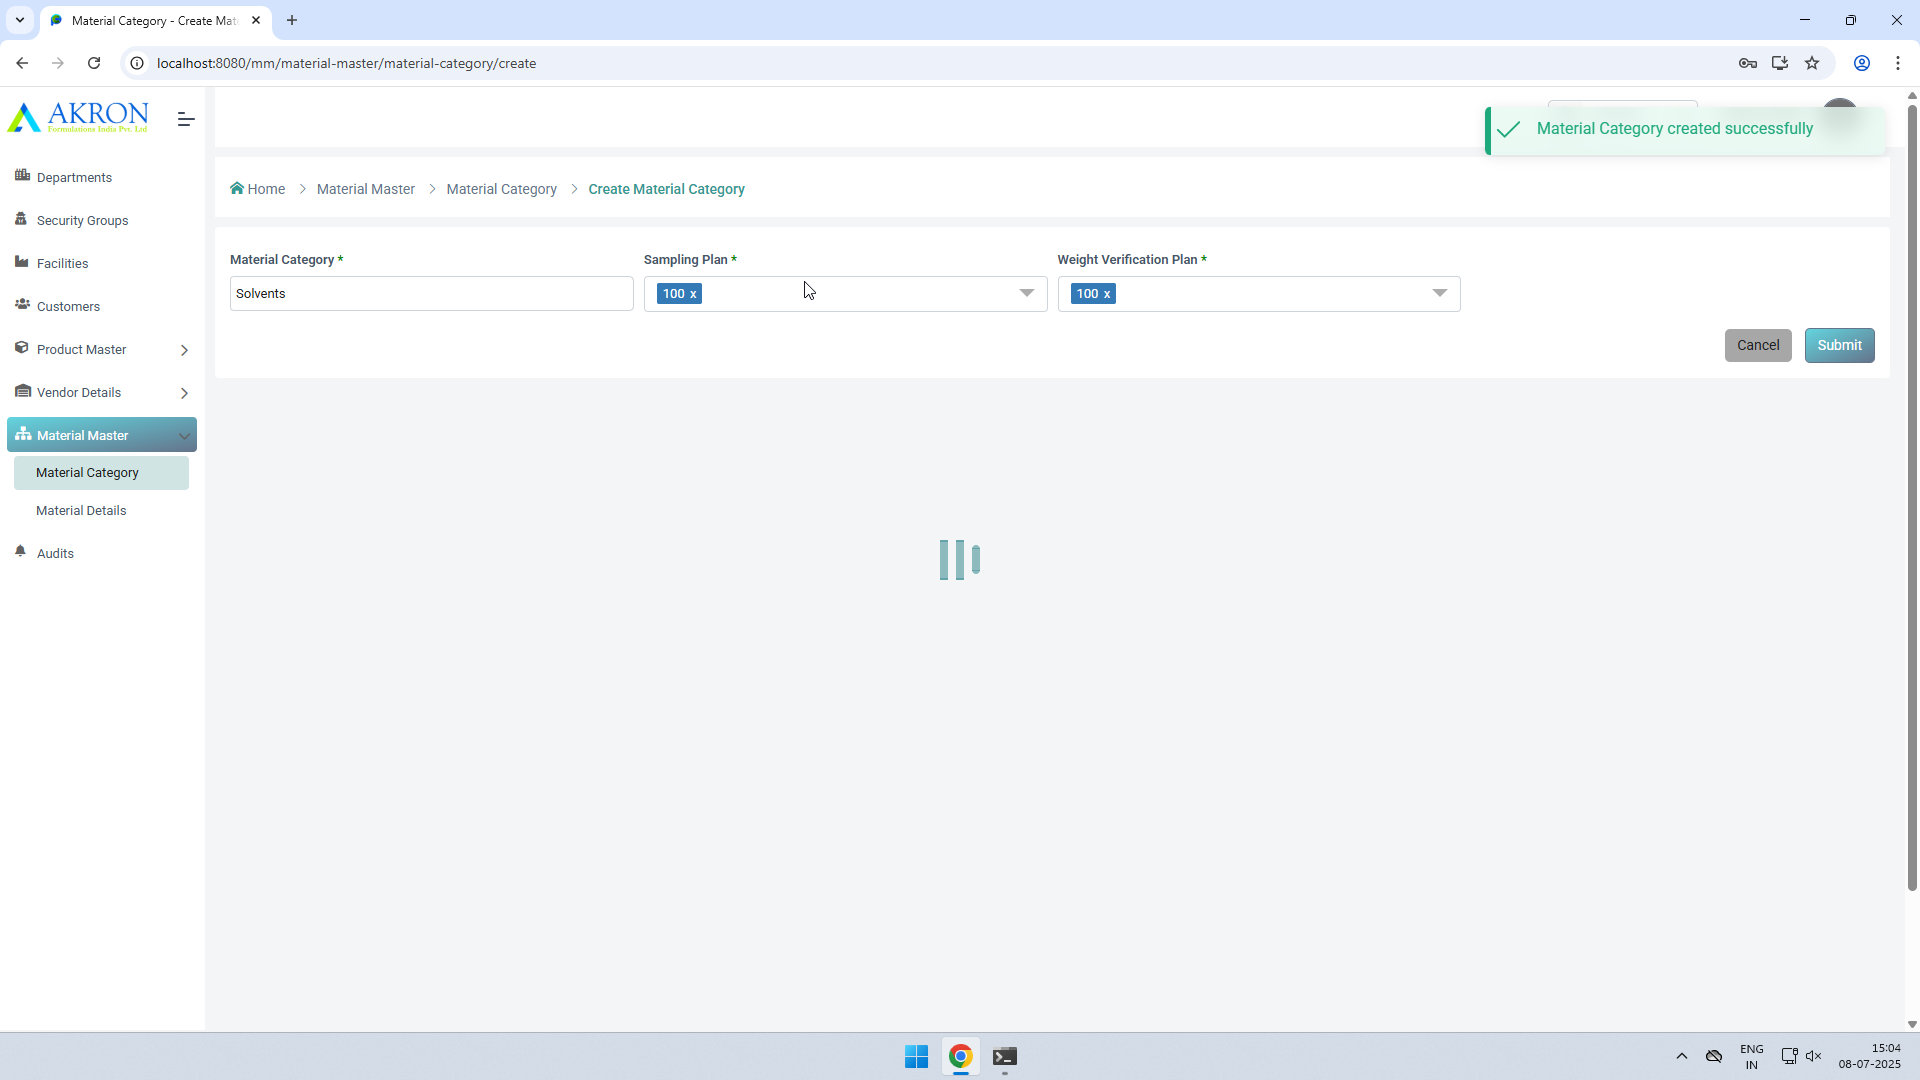 Material Category - Create Mat
localhost:8080/mm/material-master/material-category/create
AKRON
Formulations India Pvt. Ltd
Material Category created successfully
Departments
Security Groups
Facilities
Customers
Product Master
Vendor Details
Material Master
Material Category
Material Details
Audits
Home > Material Master > Material Category > Create Material Category
Material Category * Sampling Plan * Weight Verification Plan *
Solvents 100 x 100 x
Cancel Submit
ENG
IN
15:04
08-07-2025